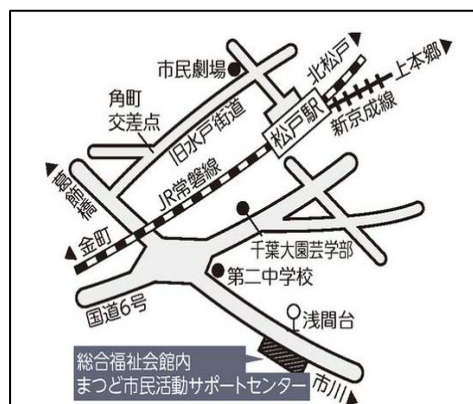 北松戸
上本郷
市民劇場
松戸駅
新京成線
角町
交差点
旧水戸街道
葛飾橋
JR常磐線
金町
千葉大園芸学部
第二中学校
国道6号
浅間台
総合福祉会館内
まつど市民活動サポートセンター
市川